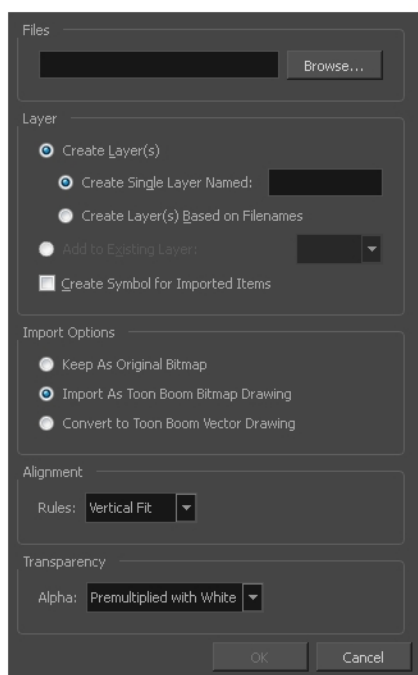 Files
Browse...
Layer
Create Layer(s)
Create Single Layer Named:
Create Layer(s) Based on Filenames
Add to Existing Layer:
Create Symbol for Imported Items
Import Options
Keep As Original Bitmap
Import As Toon Boom Bitmap Drawing
Convert to Toon Boom Vector Drawing
Alignment
Rules: Vertical Fit
Transparency
Alpha: Premultiplied with White
OK Cancel